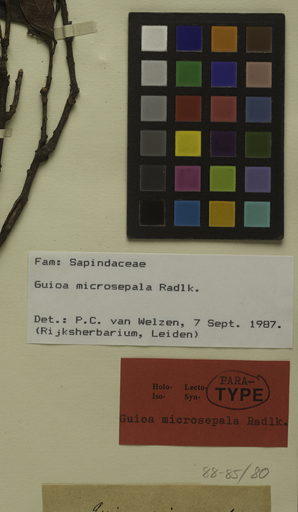 Fam: Sapindaceae
Guioa microsepala Radlk.
Det.: P.C. van Welzen, 7 Sept. 1987.
(Rijksherbarium, Leiden)
Holo- Lecto- PARA-
Iso- Syn- TYPE
Guioa microsepala Radlk.
88-85/80